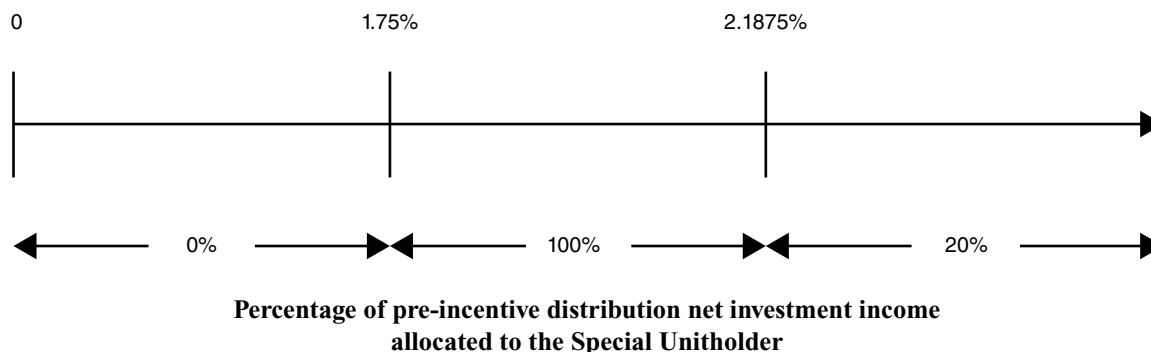 0 1.75% 2.1875%
0% 100% 20%
Percentage of pre-incentive distribution net investment income
allocated to the Special Unitholder